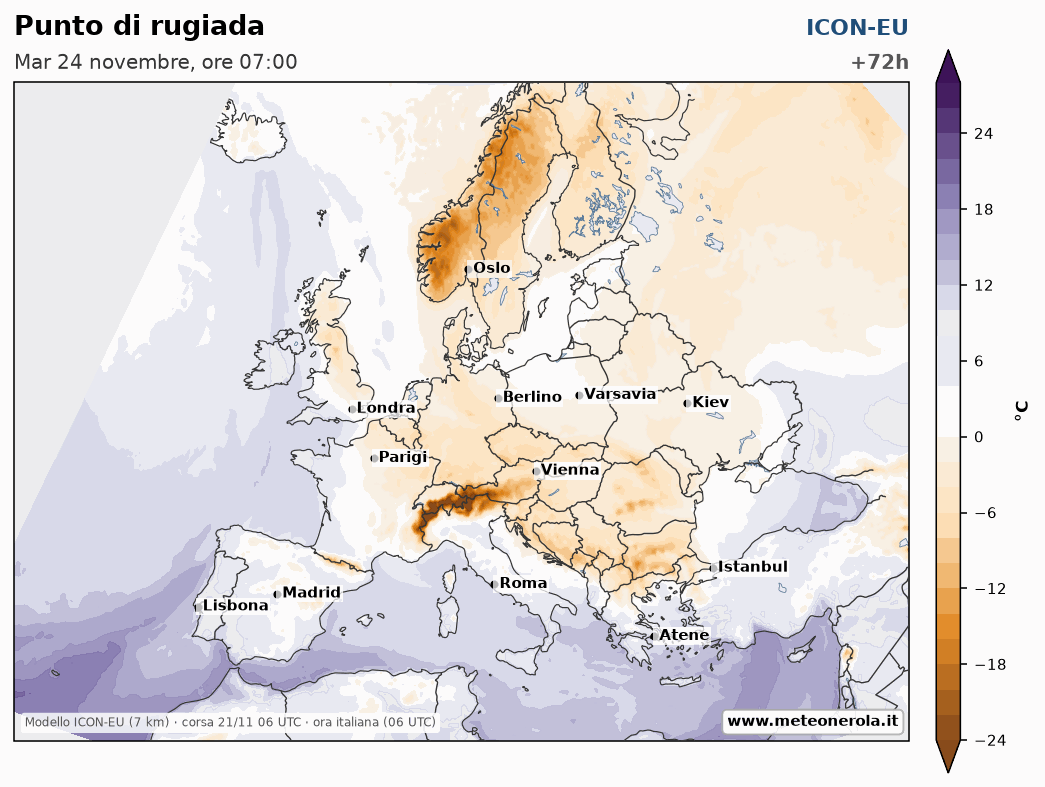 Punto di rugiada
ICON-EU
Mar 24 novembre, ore 07:00
+72h
24
18
12
6
0
−6
−12
−18
−24
°C
Oslo
Berlino
Varsavia
Kiev
Londra
Parigi
Vienna
Istanbul
Roma
Madrid
Lisbona
Atene
Modello ICON-EU (7 km) · corsa 21/11 06 UTC · ora italiana (06 UTC)
www.meteonerola.it